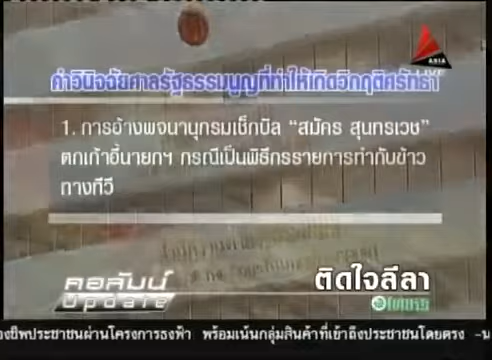 ASIA
LIVE
คำวินิจฉัยศาลรัฐธรรมนูญที่ทำให้เกิดวิกฤติศรัทธา
1. การอ้างพจนานุกรมเช็กบิล “สมัคร สุนทรเวช”
ตกเก้าอี้นายกฯ กรณีเป็นพิธีกรรายการทำกับข้าว
ทางทีวี
คอลัมน์
Update
ติดใจลีลา
ประชาชนผ่านโครงการธงฟ้า พร้อมเน้นกลุ่มสินค้าที่เข้าถึงประชาชนโดยตรง